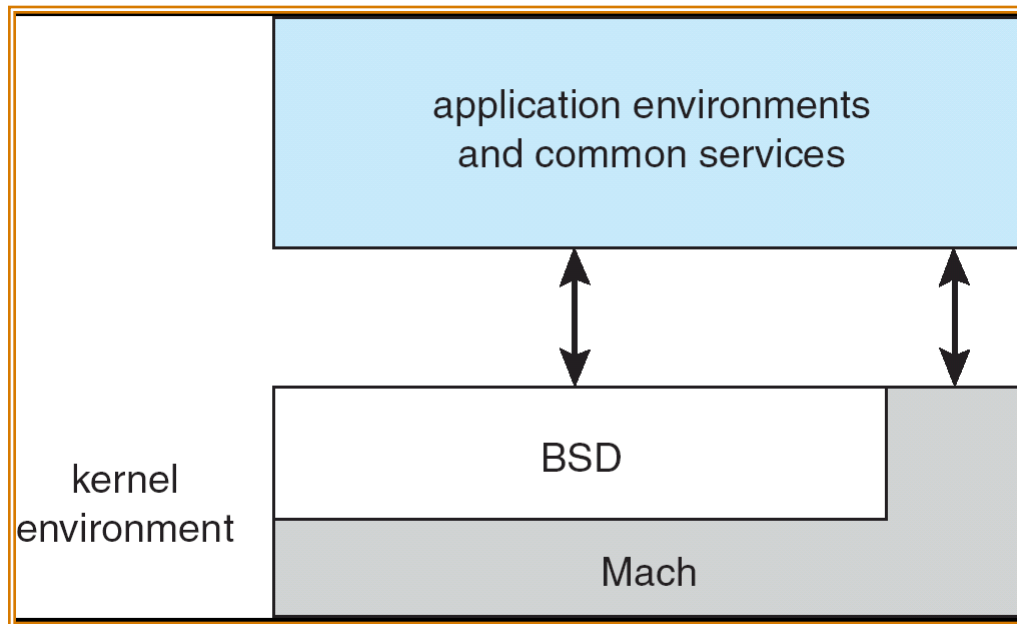 application environments
and common services
BSD
kernel
environment
Mach